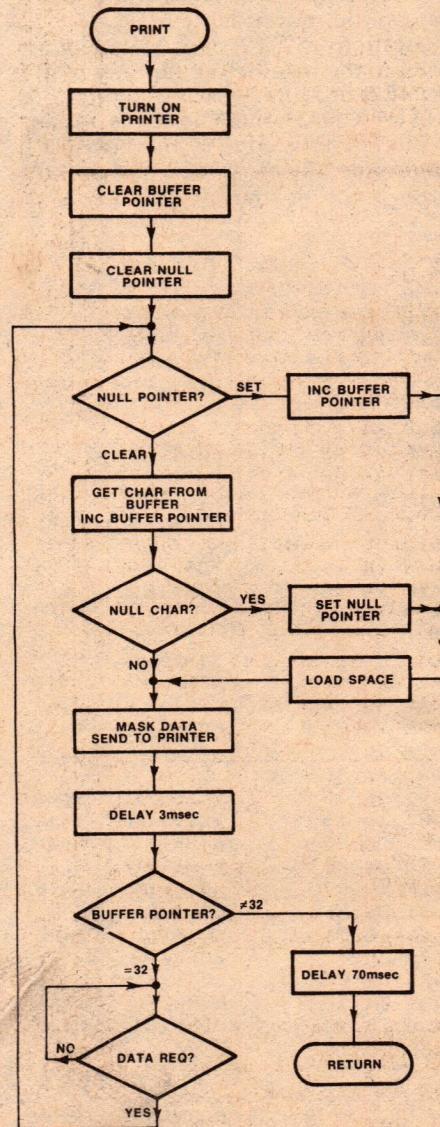 PRINT
TURN ON
PRINTER
CLEAR BUFFER
POINTER
CLEAR NULL
POINTER
NULL POINTER?
SET
INC BUFFER
POINTER
CLEAR
GET CHAR FROM
BUFFER
INC BUFFER POINTER
NULL CHAR?
YES
SET NULL
POINTER
NO
LOAD SPACE
MASK DATA
SEND TO PRINTER
DELAY 3msec
BUFFER POINTER?
≠32
=32
DELAY 70msec
NO
DATA REQ?
RETURN
YES